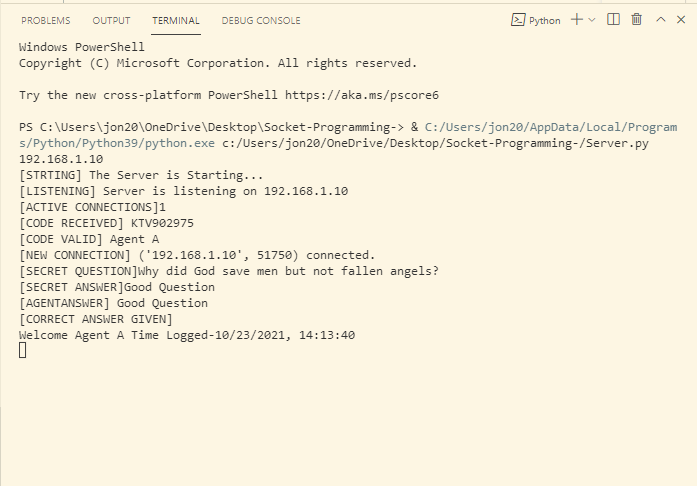 PROBLEMS OUTPUT TERMINAL DEBUG CONSOLE Python
Windows PowerShell
Copyright (C) Microsoft Corporation. All rights reserved.
Try the new cross-platform PowerShell https://aka.ms/pscore6
PS C:\Users\jon20\OneDrive\Desktop\Socket-Programming-> & C:/Users/jon20/AppData/Local/Program
s/Python/Python39/python.exe c:/Users/jon20/OneDrive/Desktop/Socket-Programming-/Server.py
192.168.1.10
[STRTING] The Server is Starting...
[LISTENING] Server is listening on 192.168.1.10
[ACTIVE CONNECTIONS]1
[CODE RECEIVED] KTV902975
[CODE VALID] Agent A
[NEW CONNECTION] ('192.168.1.10', 51750) connected.
[SECRET QUESTION]Why did God save men but not fallen angels?
[SECRET ANSWER]Good Question
[AGENTANSWER] Good Question
[CORRECT ANSWER GIVEN]
Welcome Agent A Time Logged-10/23/2021, 14:13:40